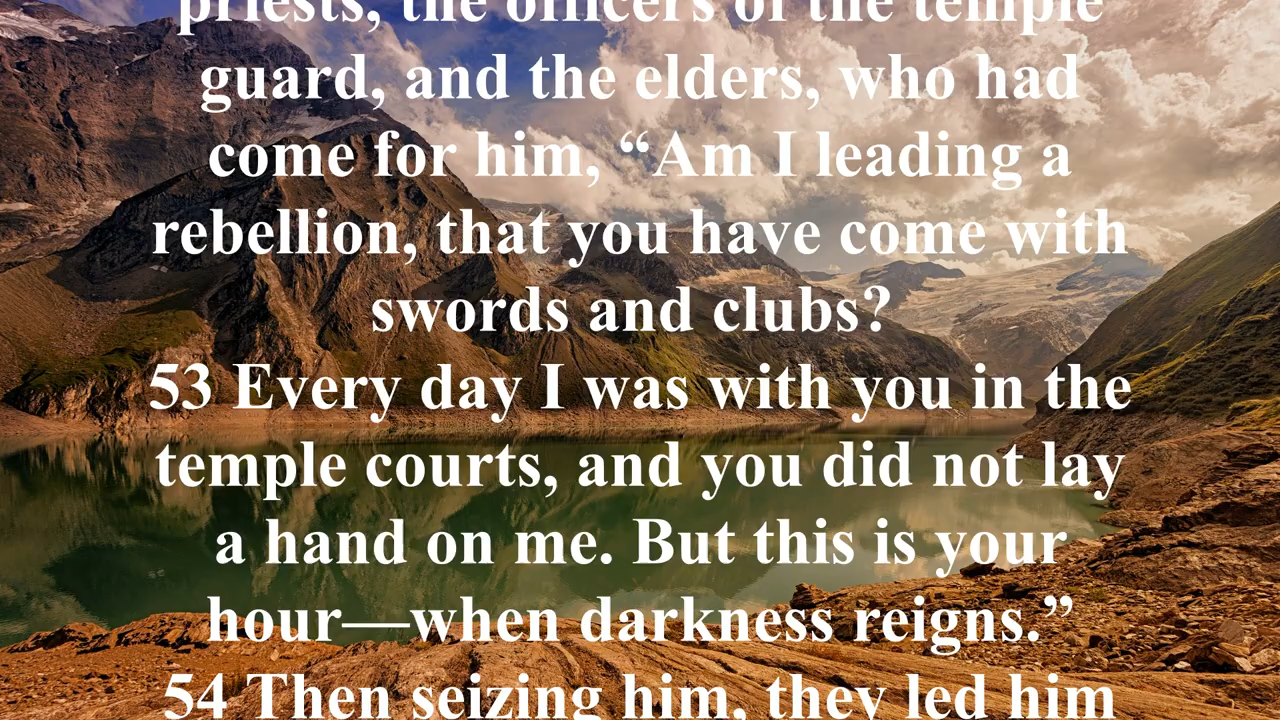 priests, the officers of the temple
guard, and the elders, who had
come for him, “Am I leading a
rebellion, that you have come with
swords and clubs?
53 Every day I was with you in the
temple courts, and you did not lay
a hand on me. But this is your
hour—when darkness reigns.”
54 Then seizing him, they led him